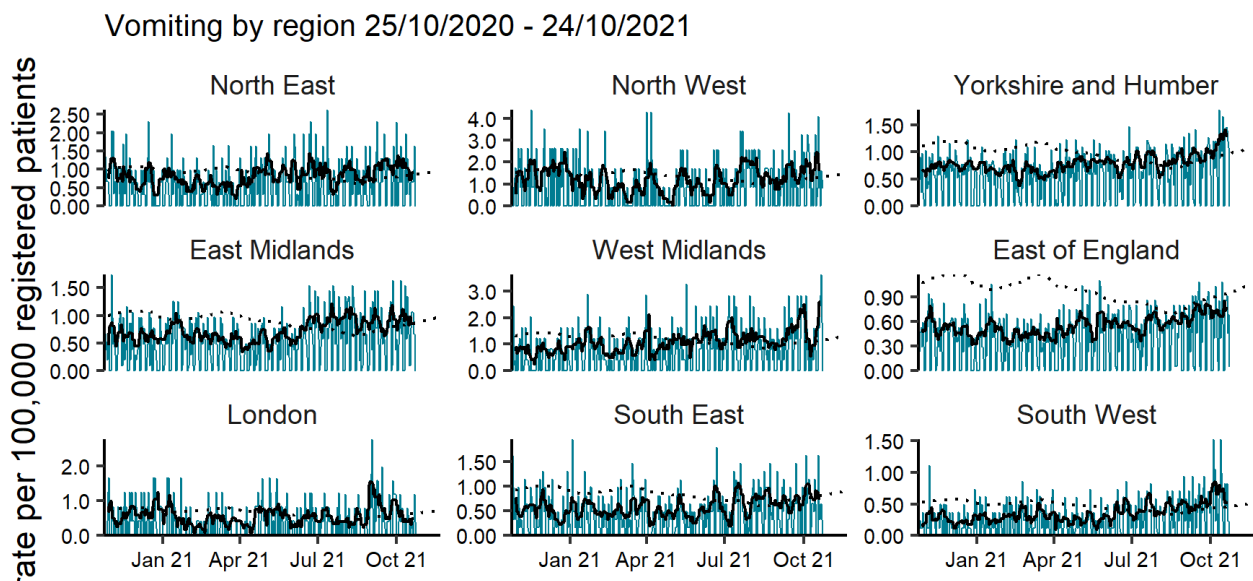 Vomiting by region 25/10/2020 - 24/10/2021
rate per 100,000 registered patients
North East
2.50
2.00
1.50
1.00
0.50
0.00
North West
4.0
3.0
2.0
1.0
0.0
Yorkshire and Humber
1.50
1.00
0.50
0.00
East Midlands
1.50
1.00
0.50
0.00
West Midlands
3.0
2.0
1.0
0.0
East of England
0.90
0.60
0.30
0.00
London
2.0
1.0
0.0
South East
1.50
1.00
0.50
0.00
South West
1.50
1.00
0.50
0.00
Jan 21 Apr 21 Jul 21 Oct 21
Jan 21 Apr 21 Jul 21 Oct 21
Jan 21 Apr 21 Jul 21 Oct 21